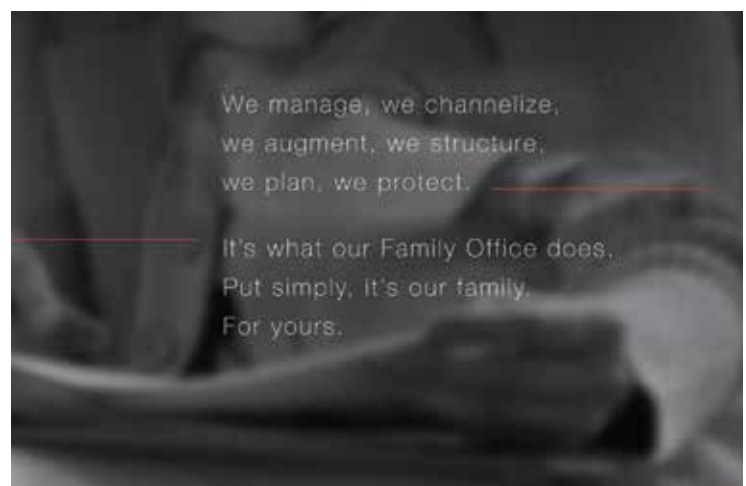 We manage, we channelize,
we augment, we structure,
we plan, we protect.
It's what our Family Office does.
Put simply, it's our family.
For yours.